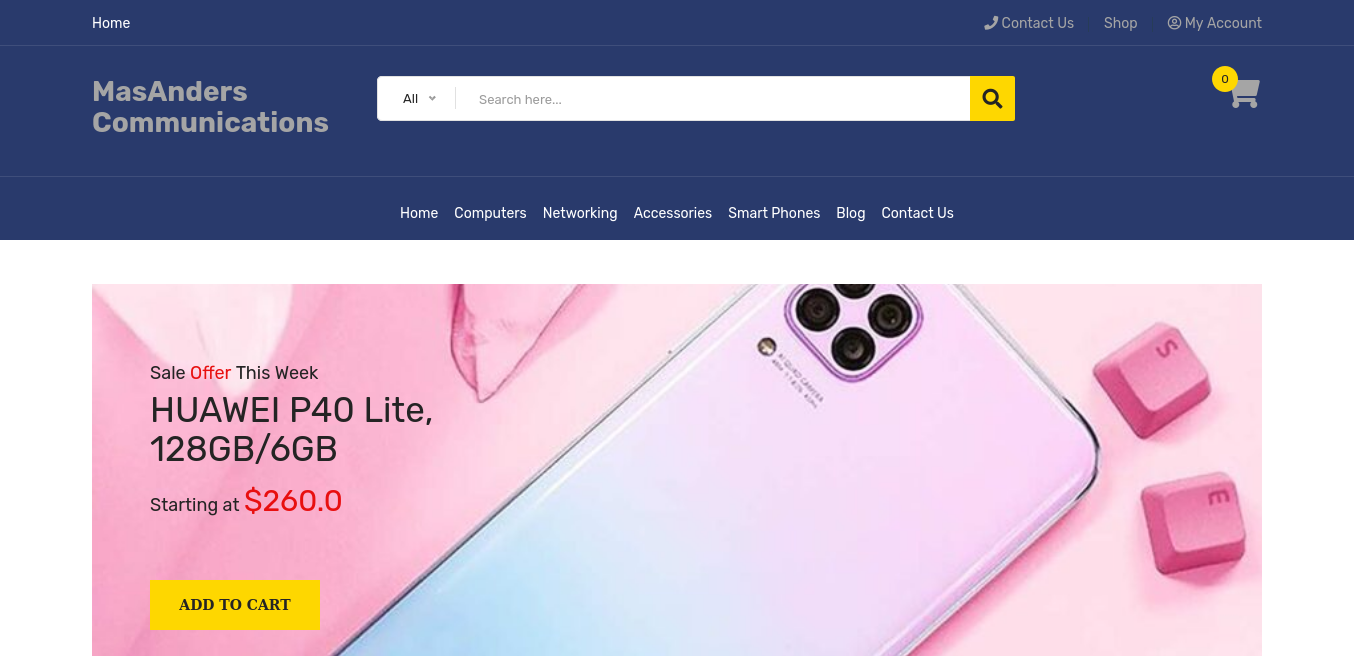 Home
Contact Us
Shop
My Account
MasAnders
Communications
All
Search here...
0
Home
Computers
Networking
Accessories
Smart Phones
Blog
Contact Us
Sale Offer This Week
HUAWEI P40 Lite,
128GB/6GB
Starting at $260.0
ADD TO CART
S
E